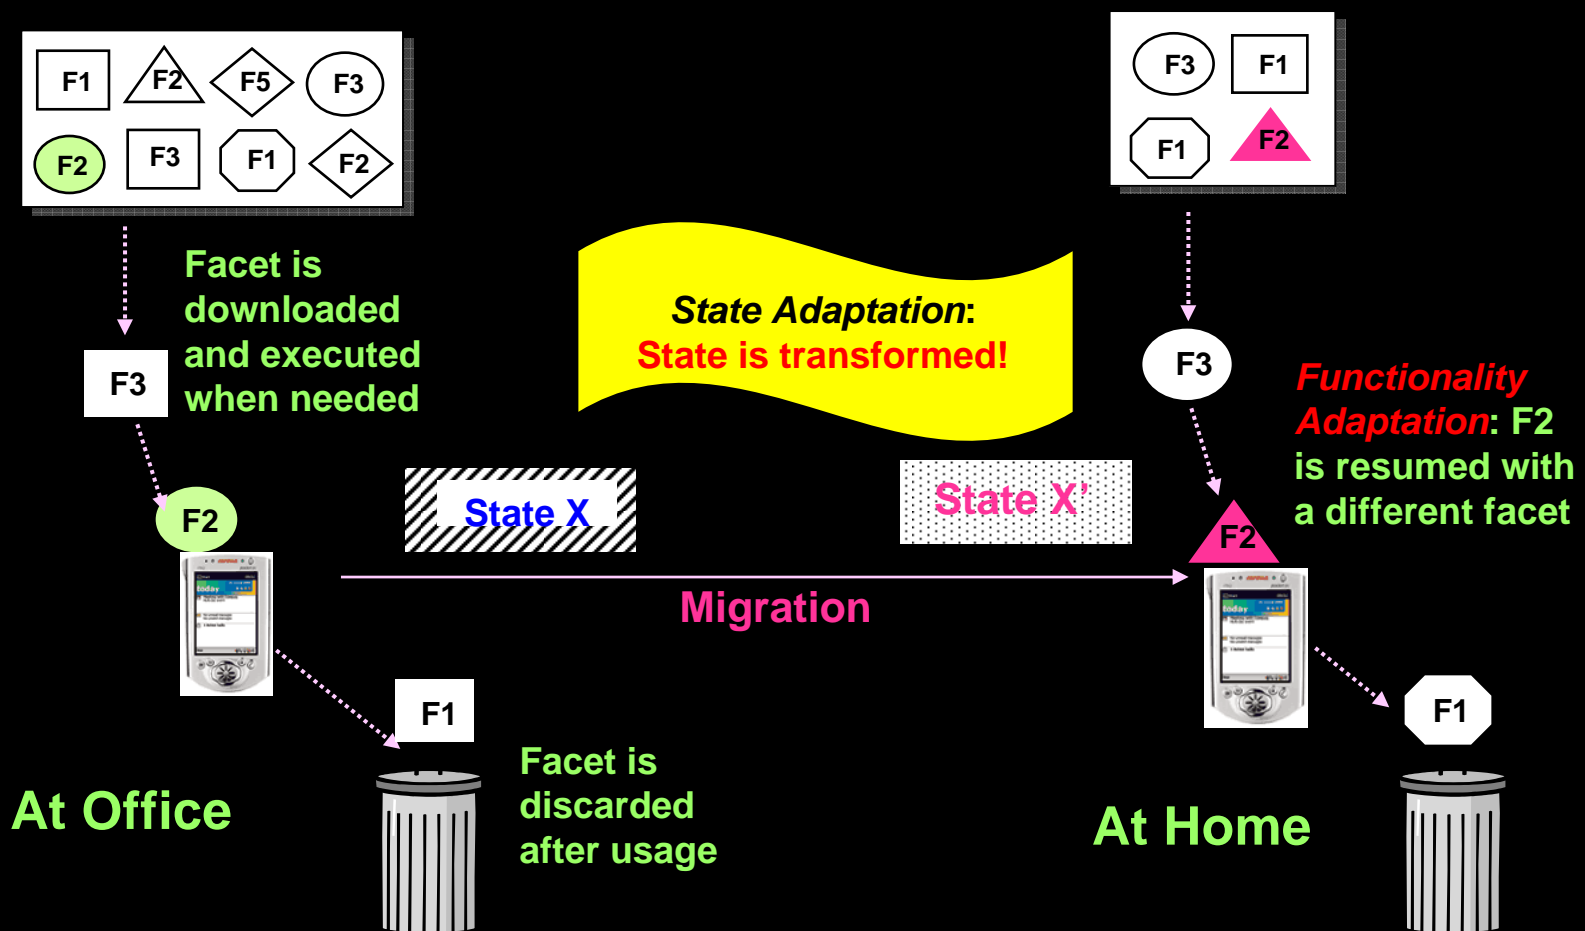 F1 F2 F5 F3
F2 F3 F1 F2
F3 F1
F1 F2
Facet is
downloaded
and executed
when needed
F3
F2
State Adaptation:
State is transformed!
State X
State X’
Migration
F3
F2
Functionality
Adaptation: F2
is resumed with
a different facet
today
today
F1
Facet is
discarded
after usage
At Office
F1
At Home